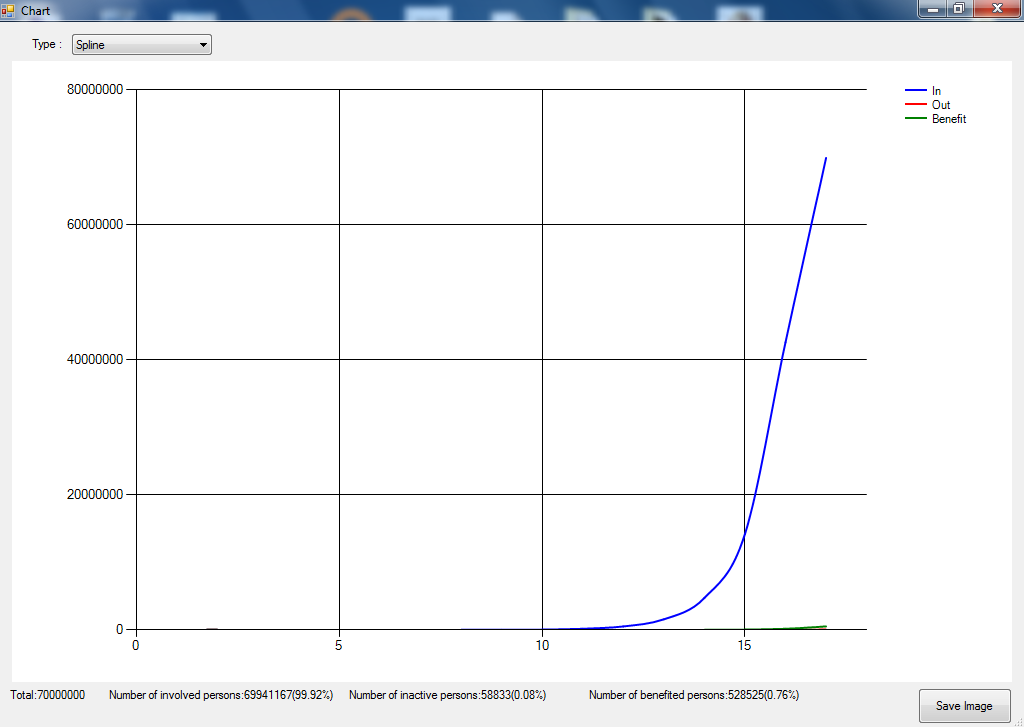 Chart
Type :
Spline
80000000
60000000
40000000
20000000
0
0 5 10 15
In
Out
Benefit
Total:70000000 Number of involved persons:69941167(99.92%) Number of inactive persons:58833(0.08%) Number of benefited persons:528525(0.76%)
Save Image